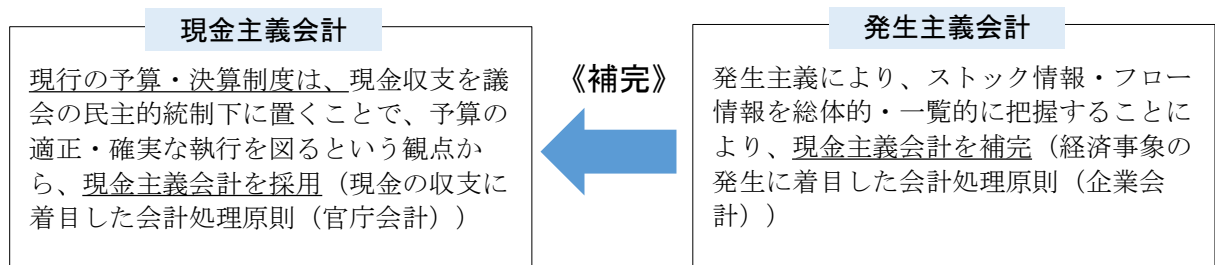 現金主義会計
現行の予算・決算制度は、現金収支を議
会の民主的統制下に置くことで、予算の
適正・確実な執行を図るという観点か
ら、現金主義会計を採用（現金の収支に
着目した会計処理原則（官庁会計））
《補完》
発生主義会計
発生主義により、ストック情報・フロー
情報を総体的・一覧的に把握することに
より、現金主義会計を補完（経済事象の
発生に着目した会計処理原則（企業会
計））